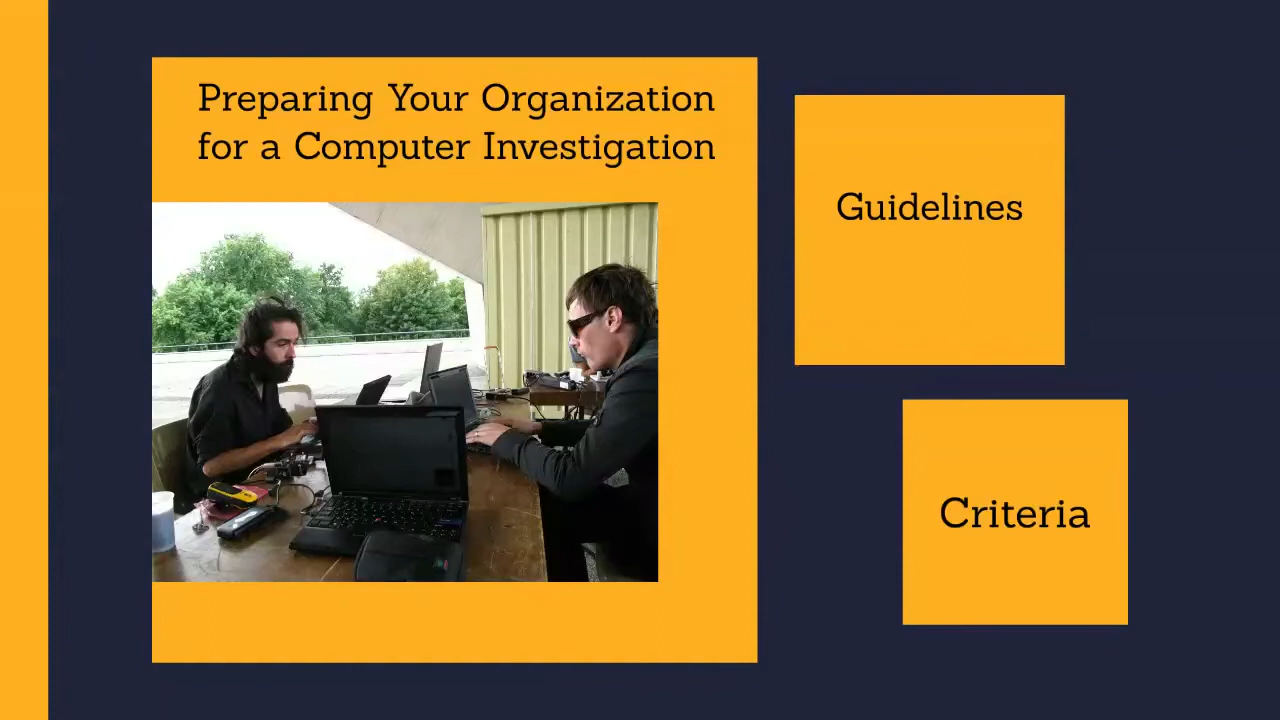 Preparing Your Organization
for a Computer Investigation
Guidelines
Criteria